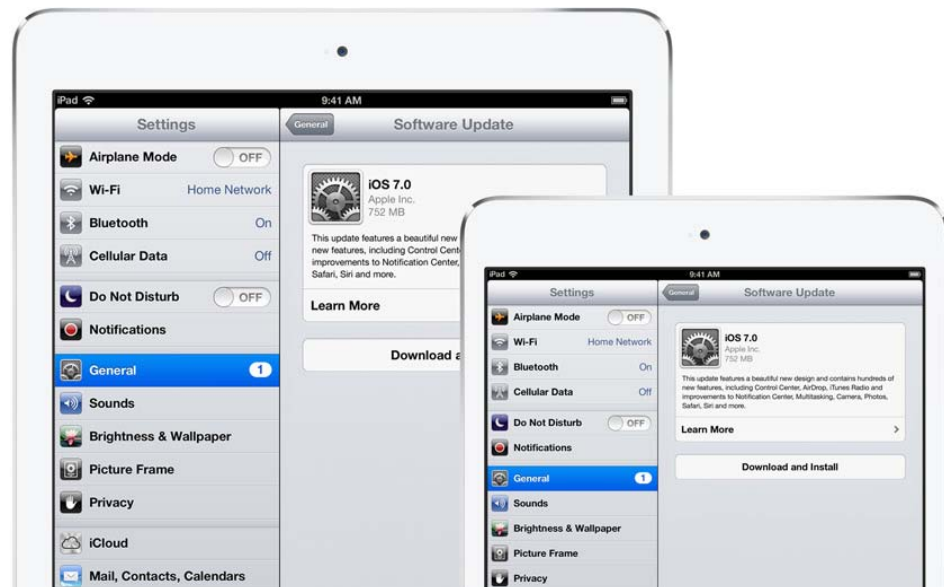 iPad
9:41 AM
Settings
Airplane Mode OFF
Wi-Fi Home Network
Bluetooth On
Cellular Data Off
Do Not Disturb OFF
Notifications
General 1
Sounds
Brightness & Wallpaper
Picture Frame
Privacy
iCloud
Mail, Contacts, Calendars
General
Software Update
iOS 7.0
Apple Inc.
752 MB
This update features a beautiful new
new features, including Control
improvements to Notification Center,
Safari, Siri and more.
Learn More
Download
iPad
9:41 AM
Settings
Airplane Mode OFF
Wi-Fi Home Network
Bluetooth On
Cellular Data Off
Do Not Disturb OFF
Notifications
General 1
Sounds
Brightness & Wallpaper
Picture Frame
Privacy
General
Software Update
iOS 7.0
Apple Inc.
752 MB
This update features a beautiful new design and contains hundreds of
new features, including Control Center, AirDrop, iTunes Radio and
improvements to Notification Center, Multitasking, Camera, Photos,
Safari, Siri and more.
Learn More
Download and Install